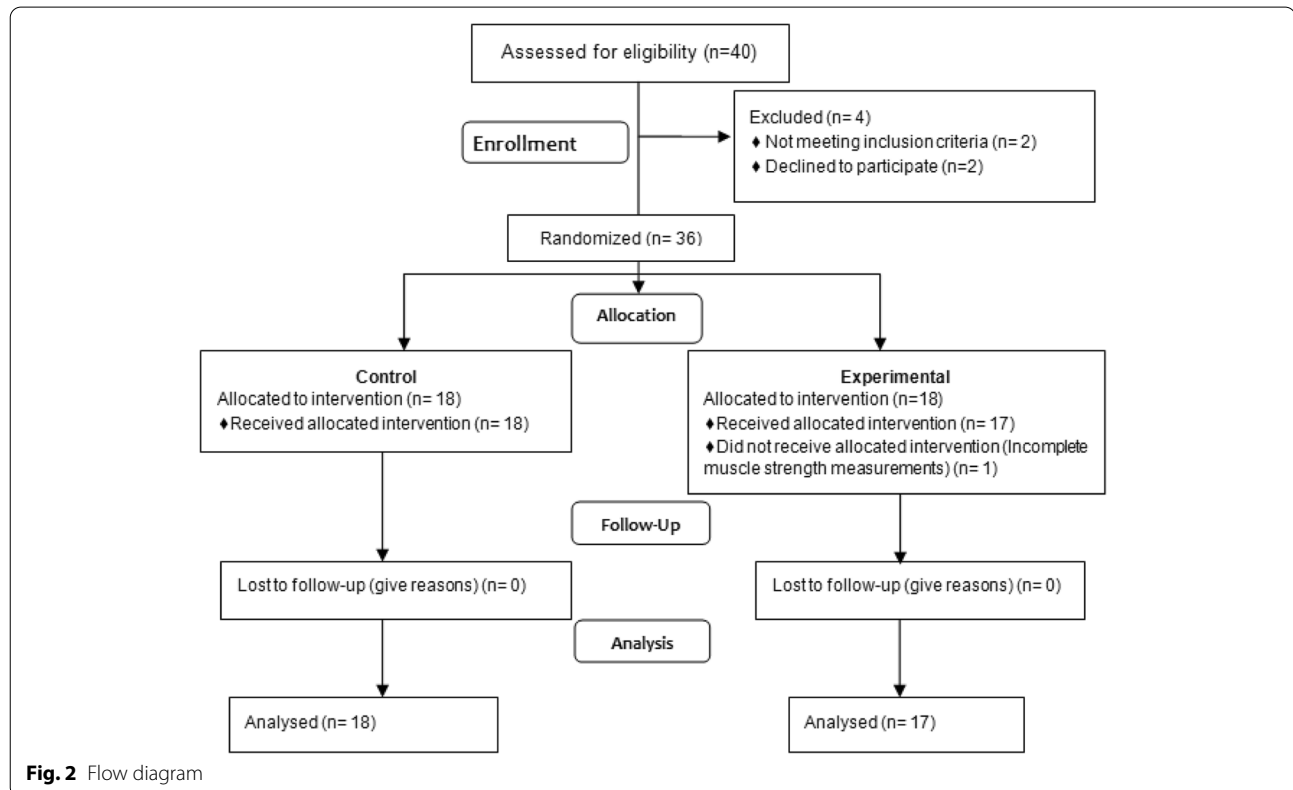 Assessed for eligibility (n=40)
Excluded (n= 4)
♦ Not meeting inclusion criteria (n= 2)
♦ Declined to participate (n=2)
Enrollment
Randomized (n= 36)
Allocation
Control
Allocated to intervention (n= 18)
♦Received allocated intervention (n= 18)
Experimental
Allocated to intervention (n=18)
♦Received allocated intervention (n= 17)
♦Did not receive allocated intervention (Incomplete
muscle strength measurements) (n= 1)
Follow-Up
Lost to follow-up (give reasons) (n= 0)
Lost to follow-up (give reasons) (n= 0)
Analysis
Analysed (n= 18)
Analysed (n= 17)
Fig. 2 Flow diagram